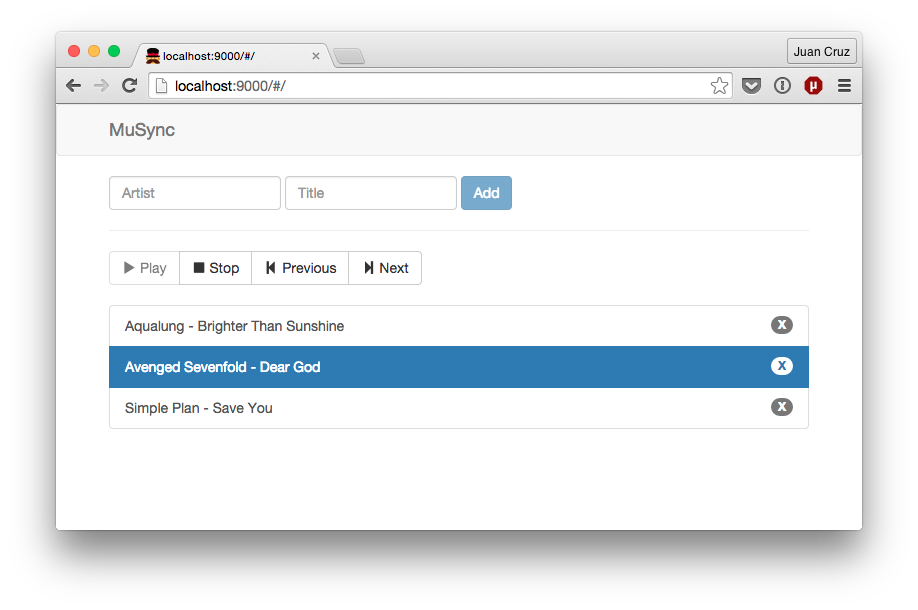 localhost:9000/#/
Juan Cruz
localhost:9000/#/
MuSync
Artist Title Add
Play Stop Previous Next
Aqualung - Brighter Than Sunshine X
Avenged Sevenfold - Dear God X
Simple Plan - Save You X